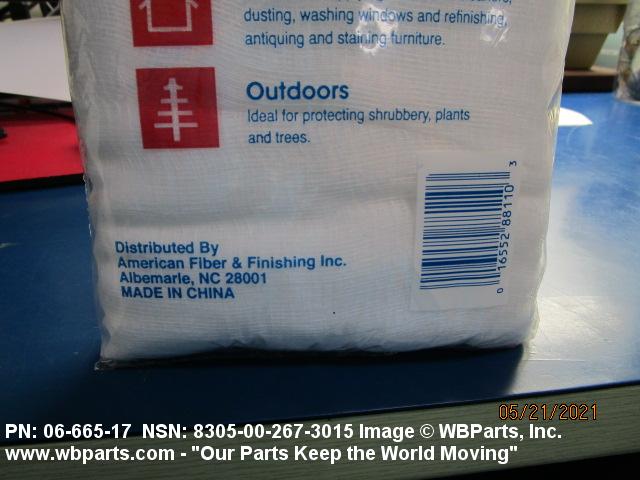 dusting, washing windows and refinishing,
antiquing and staining furniture.
Outdoors
Ideal for protecting shrubbery, plants
and trees.
Distributed By
American Fiber & Finishing Inc.
Albemarle, NC 28001
MADE IN CHINA
0 16552 88110 3
05/21/2021
PN: 06-665-17 NSN: 8305-00-267-3015 Image © WBParts, Inc.
www.wbparts.com - "Our Parts Keep the World Moving"